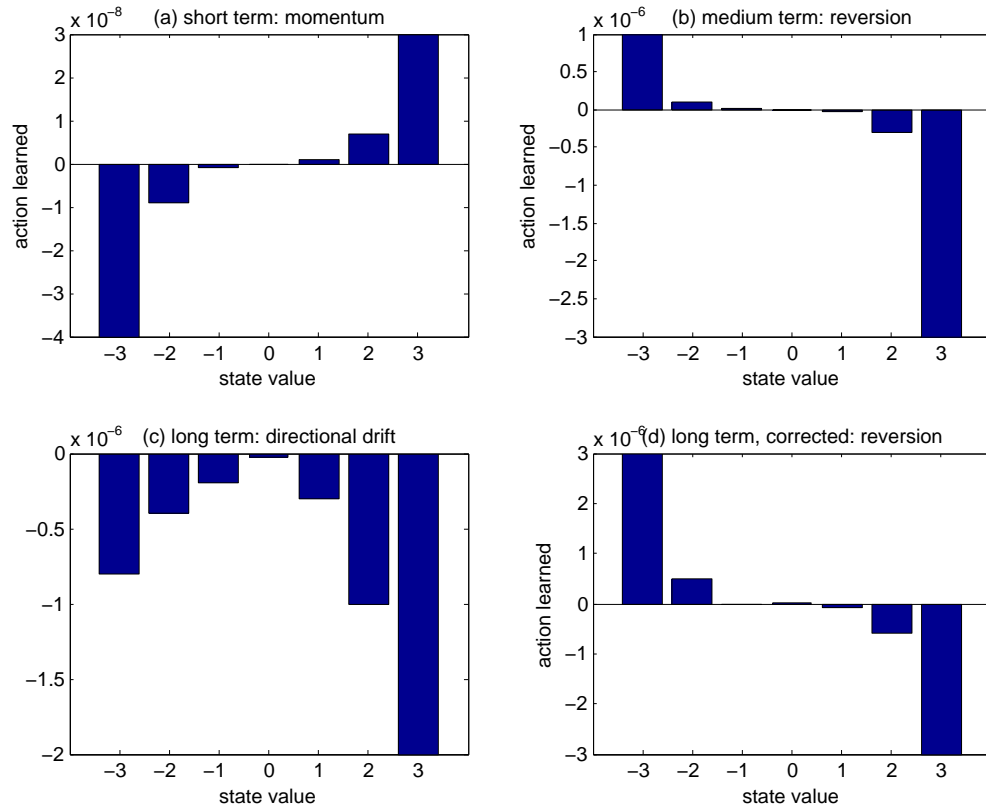 x 10−8
(a) short term: momentum
3
2
1
0
−1
−2
−3
−4
action learned
−3 −2 −1 0 1 2 3
state value
x 10−6
(b) medium term: reversion
1
0.5
0
−0.5
−1
−1.5
−2
−2.5
−3
action learned
−3 −2 −1 0 1 2 3
state value
x 10−6
(c) long term: directional drift
0
−0.5
−1
−1.5
−2
−3 −2 −1 0 1 2 3
state value
x 10−6
(d) long term, corrected: reversion
3
2
1
0
−1
−2
−3
action learned
−3 −2 −1 0 1 2 3
state value